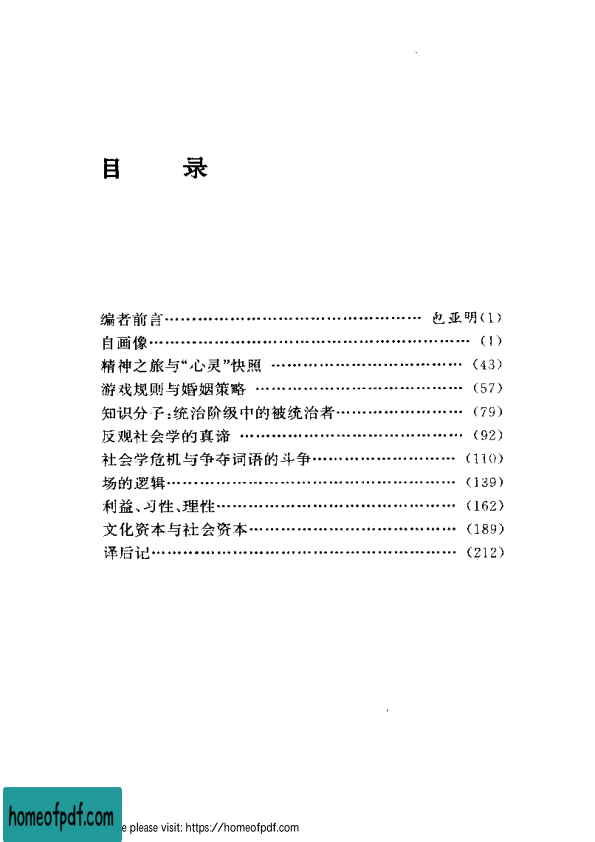 目 录
编者前言………………………………………… 包亚明(1)
自画像……………………………………………………… (1)
精神之旅与“心灵”快照 ……………………………… (43)
游戏规则与婚姻策略 ………………………………… (57)
知识分子:统治阶级中的被统治者…………………… (79)
反观社会学的真谛 …………………………………… (92)
社会学危机与争夺词语的斗争……………………… (110)
场的逻辑……………………………………………… (139)
利益、习性、理性……………………………………… (162)
文化资本与社会资本………………………………… (189)
译后记………………………………………………… (212)
homeofpdf.com
e please visit: https://homeofpdf.com